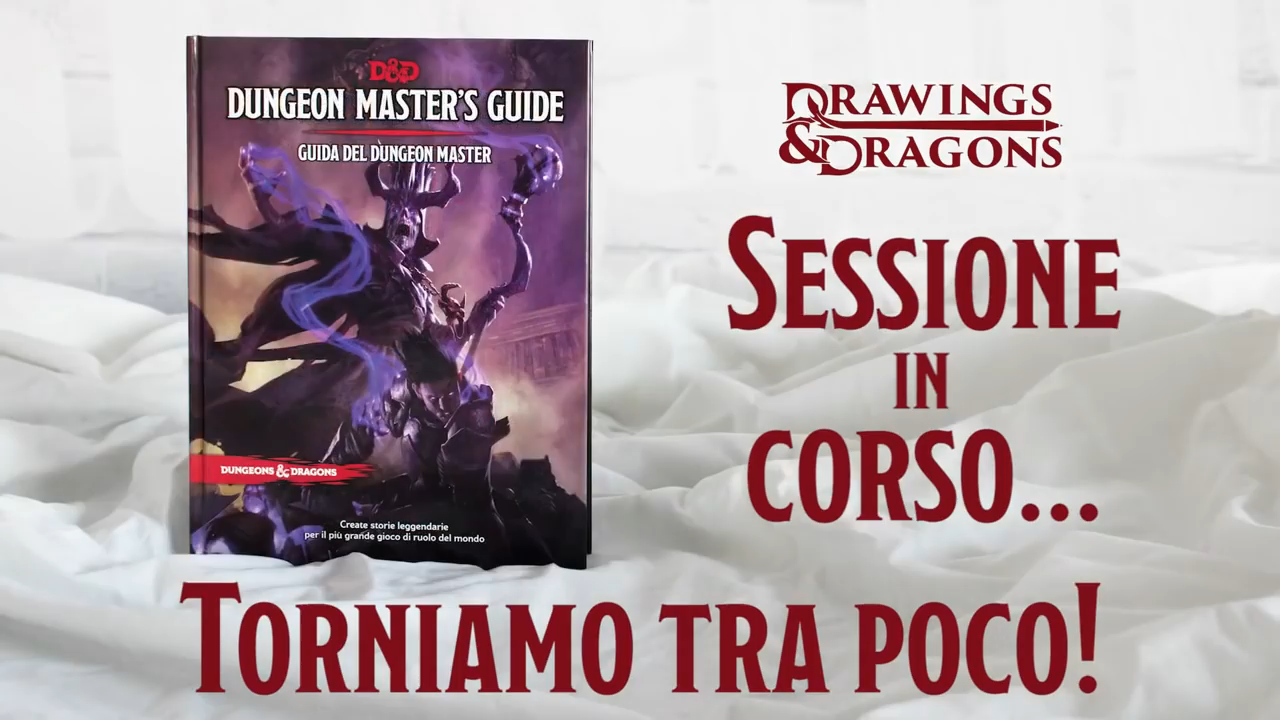 D&D
DUNGEON MASTER'S GUIDE
GUIDA DEL DUNGEON MASTER
DUNGEONS & DRAGONS
Create storie leggendarie
per il più grande gioco di ruolo del mondo
DRAWINGS
& DRAGONS
SESSIONE
IN
CORSO...
TORNIAMO TRA POCO!